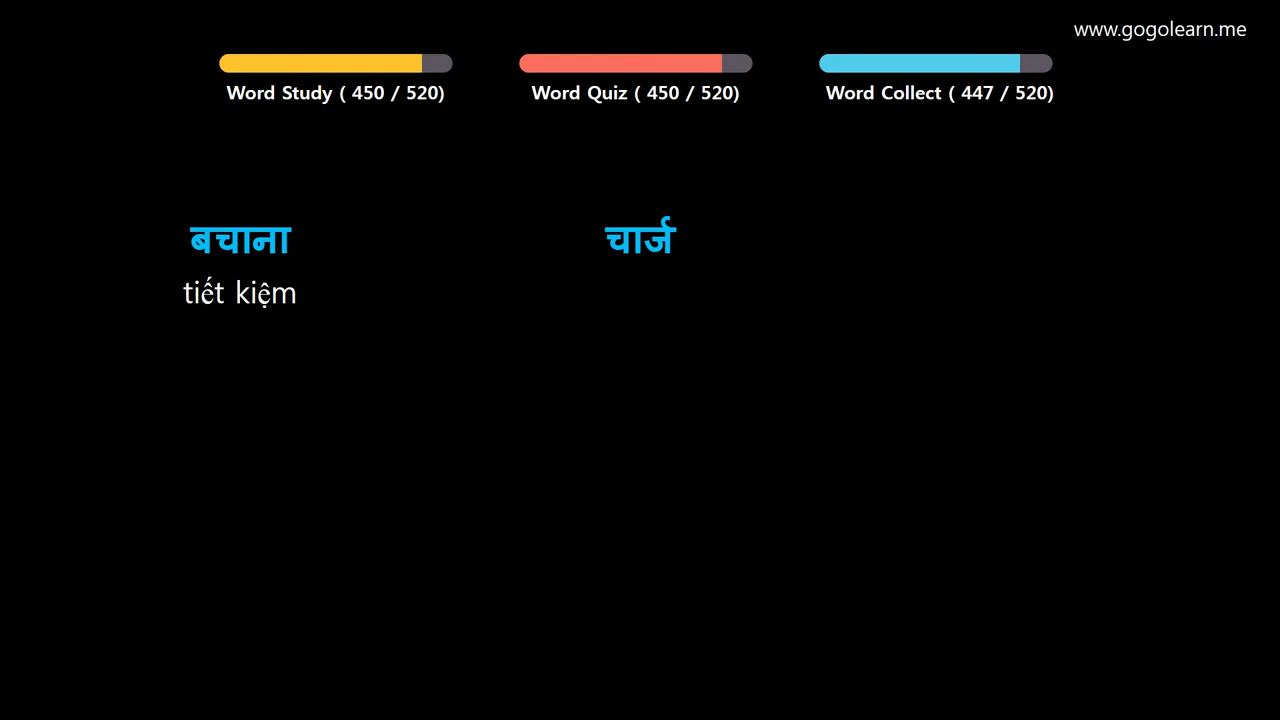 www.gogolearn.me
Word Study ( 450 / 520)
Word Quiz ( 450 / 520)
Word Collect ( 447 / 520)
बचाना
चार्ज
tiết kiệm